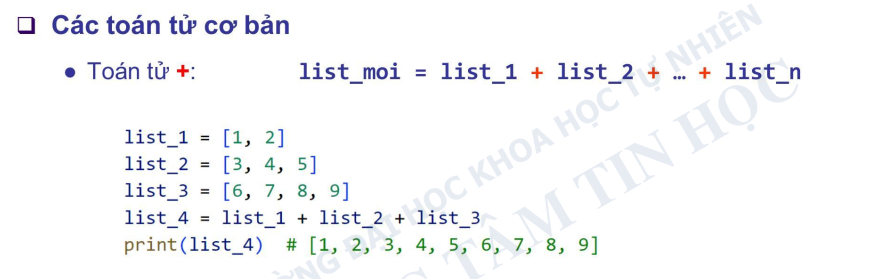 ❑ Các toán tử cơ bản
● Toán tử +: list_moi = list_1 + list_2 + … + list_n
list_1 = [1, 2]
list_2 = [3, 4, 5]
list_3 = [6, 7, 8, 9]
list_4 = list_1 + list_2 + list_3
print(list_4)  # [1, 2, 3, 4, 5, 6, 7, 8, 9]
ĐẠI HỌC KHOA HỌC TỰ NHIÊN
TÂM TIN HỌC